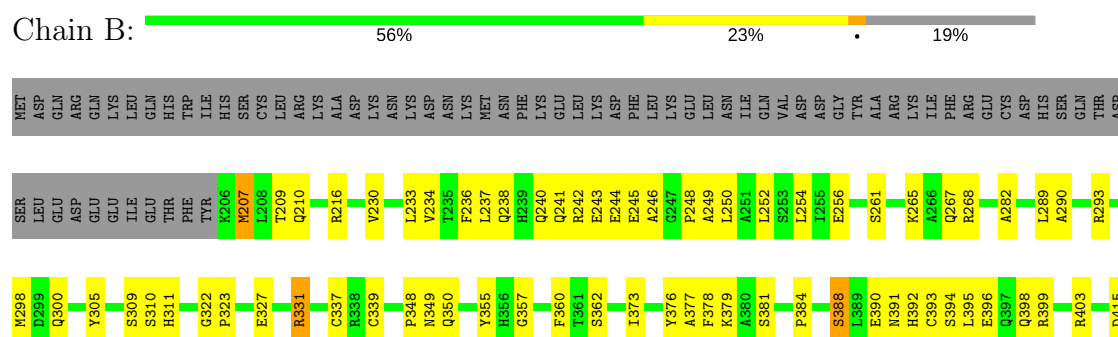 Chain B:
56% 23% • 19%
MET ASP GLN ARG GLN LYS LEU GLN HIS TRP ILE HIS SER CYS LEU ARG LYS ALA ASP LYS ASN LYS ASP ASN LYS MET ASN PHE LYS GLU LEU LYS ASP PHE LEU LYS GLU LEU ASN ILE GLN VAL ASP ASP GLY TYR ALA ARG LYS ILE PHE ARG GLU CYS ASP HIS SER GLN THR ASP
SER LEU GLU ASP GLU GLU ILE GLU THR PHE TYR K206 M207 L208 T209 Q210 R216 V230 L233 V234 T235 F236 L237 Q238 H239 Q240 Q241 R242 E243 E244 E245 A246 G247 P248 A249 L250 A251 L252 S253 L254 I255 E256 S261 K265 A266 Q267 R268 A282 L289 A290 R293
M298 D299 Q300 Y305 S309 S310 H311 G322 P323 E327 R331 C337 R338 C339 P348 N349 Q350 Y355 H356 G357 F360 T361 S362 I373 Y376 A377 F378 K379 A380 S381 P384 S388 L389 E390 N391 H392 C393 S394 L395 E396 Q397 Q398 R399 R403